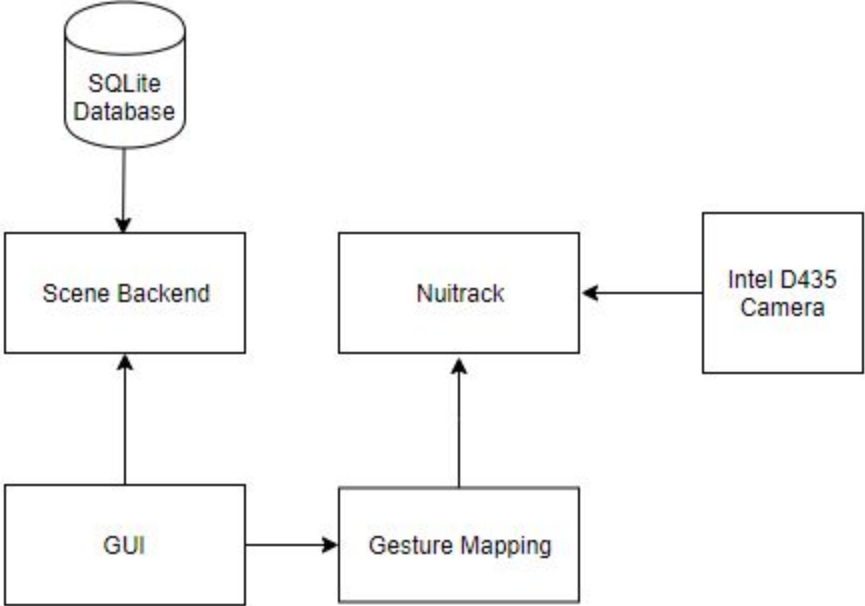 SQLite
Database
Scene Backend
Nuitrack
Intel D435
Camera
GUI
Gesture Mapping